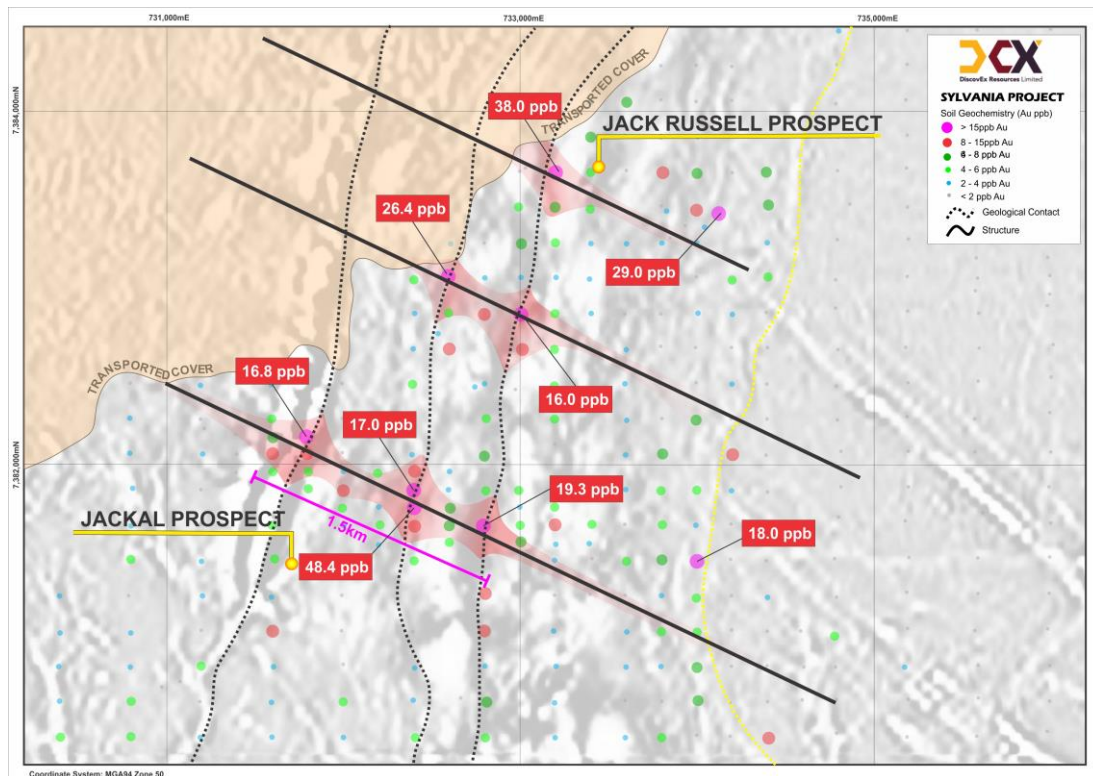 731,000mE
733,000mE
735,000mE
7,384,000mN
7,382,000mN
DCX
DiscovEx Resources Limited
SYLVANIA PROJECT
Soil Geochemistry (Au ppb)
> 15ppb Au
8 - 15ppb Au
8 ppb Au
4 - 6 ppb Au
2 - 4 ppb Au
< 2 ppb Au
Geological Contact
Structure
TRANSPORTED COVER
TRANSPORTED COVER
38.0 ppb
JACK RUSSELL PROSPECT
26.4 ppb
29.0 ppb
TRANSPORTED COVER
16.8 ppb
16.0 ppb
17.0 ppb
19.3 ppb
JACKAL PROSPECT
1.5km
48.4 ppb
18.0 ppb
Coordinate System: MGA94 Zone 50